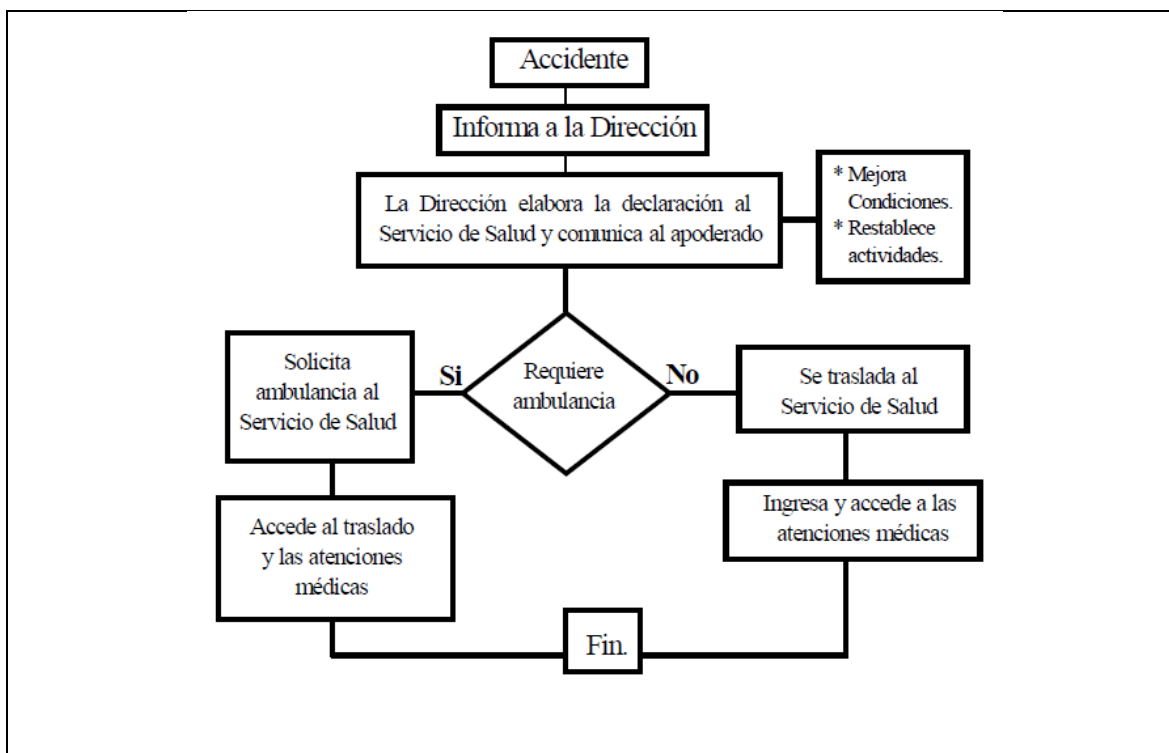 Accidente
Informa a la Dirección
La Dirección elabora la declaración al
Servicio de Salud y comunica al apoderado
* Mejora
Condiciones.
* Restablece
actividades.
Requiere
ambulancia
Si
No
Solicita
ambulancia al
Servicio de Salud
Se traslada al
Servicio de Salud
Accede al traslado
y las atenciones
médicas
Ingresa y accede a las
atenciones médicas
Fin.